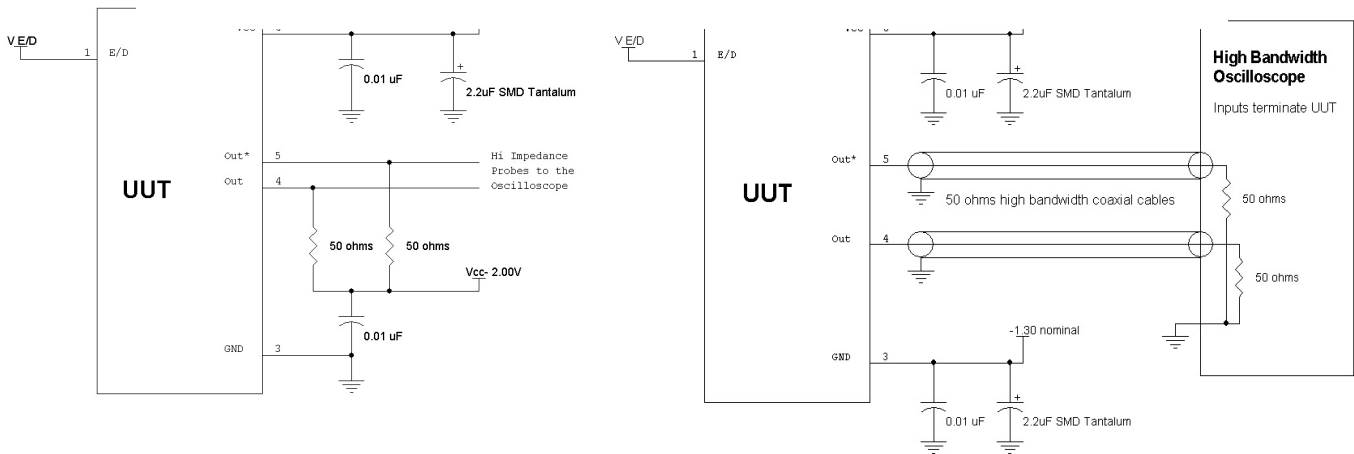 V E/D
1
E/D
0.01 uF
+
2.2uF SMD Tantalum
Out*
5
Hi Impedance
Probes to the
Oscilloscope
Out
4
UUT
50 ohms
50 ohms
Vcc- 2.00V
0.01 uF
GND
3
V E/D
1
E/D
0.01 uF
+
2.2uF SMD Tantalum
High Bandwidth
Oscilloscope
Inputs terminate UUT
Out*
5
UUT
50 ohms high bandwidth coaxial cables
50 ohms
Out
4
50 ohms
-1.30 nominal
GND
3
0.01 uF
+
2.2uF SMD Tantalum